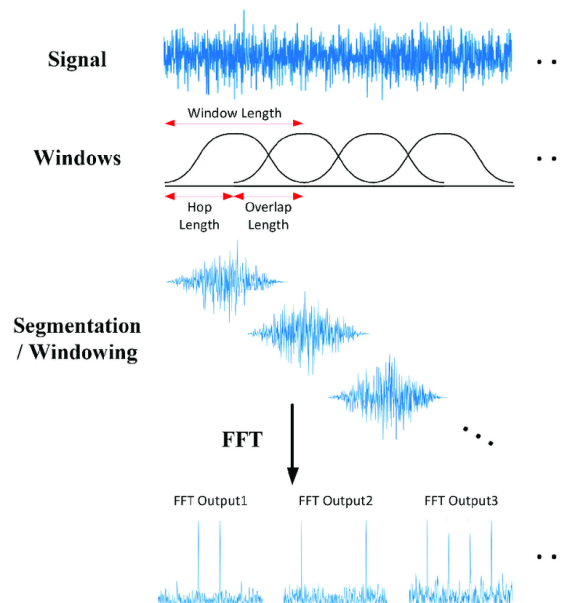 Signal
Window Length
Windows
Hop
Length
Overlap
Length
Segmentation
/ Windowing
FFT
FFT Output1
FFT Output2
FFT Output3